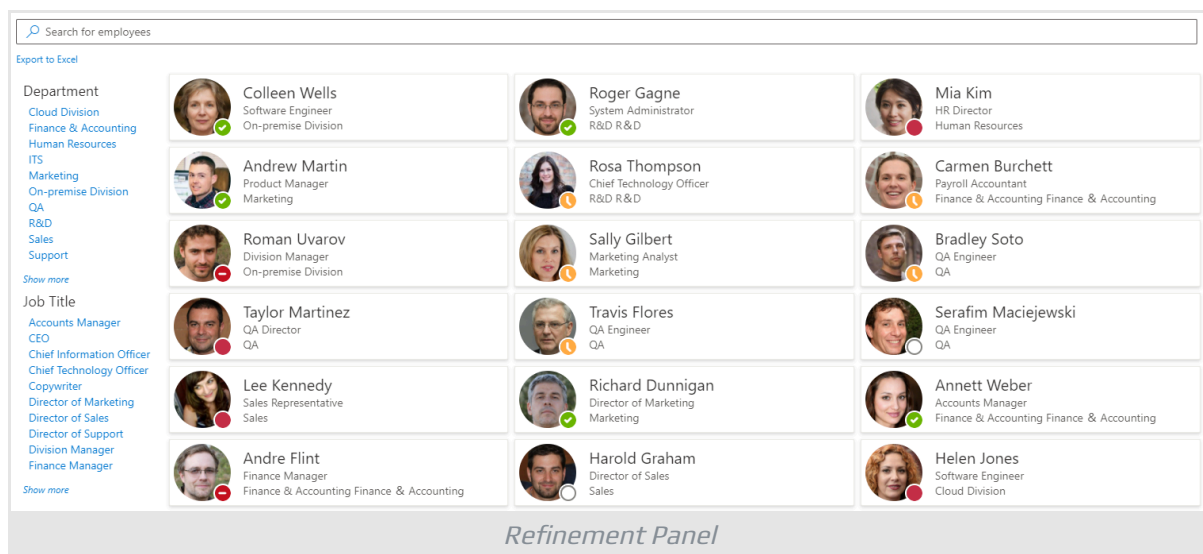 Search for employees
Export to Excel
Department
Cloud Division
Finance & Accounting
Human Resources
ITS
Marketing
On-premise Division
QA
R&D
Sales
Support
Show more
Job Title
Accounts Manager
CEO
Chief Information Officer
Chief Technology Officer
Copywriter
Director of Marketing
Director of Sales
Director of Support
Division Manager
Finance Manager
Show more
Colleen Wells
Software Engineer
On-premise Division
Roger Gagne
System Administrator
R&D R&D
Mia Kim
HR Director
Human Resources
Andrew Martin
Product Manager
Marketing
Rosa Thompson
Chief Technology Officer
R&D R&D
Carmen Burchett
Payroll Accountant
Finance & Accounting Finance & Accounting
Roman Uvarov
Division Manager
On-premise Division
Sally Gilbert
Marketing Analyst
Marketing
Bradley Soto
QA Engineer
QA
Taylor Martinez
QA Director
QA
Travis Flores
QA Engineer
QA
Serafim Maciejewski
QA Engineer
QA
Lee Kennedy
Sales Representative
Sales
Richard Dunnigan
Director of Marketing
Marketing
Annett Weber
Accounts Manager
Finance & Accounting Finance & Accounting
Andre Flint
Finance Manager
Finance & Accounting Finance & Accounting
Harold Graham
Director of Sales
Sales
Helen Jones
Software Engineer
Cloud Division
Refinement Panel